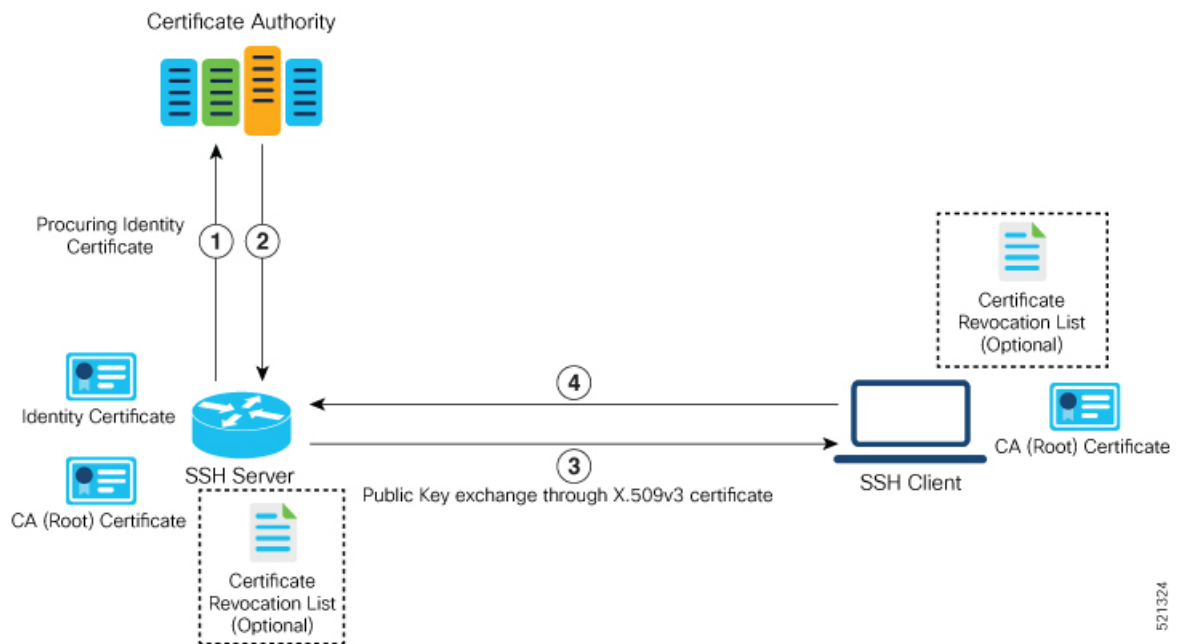 Certificate Authority
Procuring Identity
Certificate
1
2
Certificate
Revocation List
(Optional)
4
Identity Certificate
CA (Root) Certificate
SSH Server
3
SSH Client
Public Key exchange through X.509v3 certificate
CA (Root) Certificate
Certificate
Revocation List
(Optional)
521324